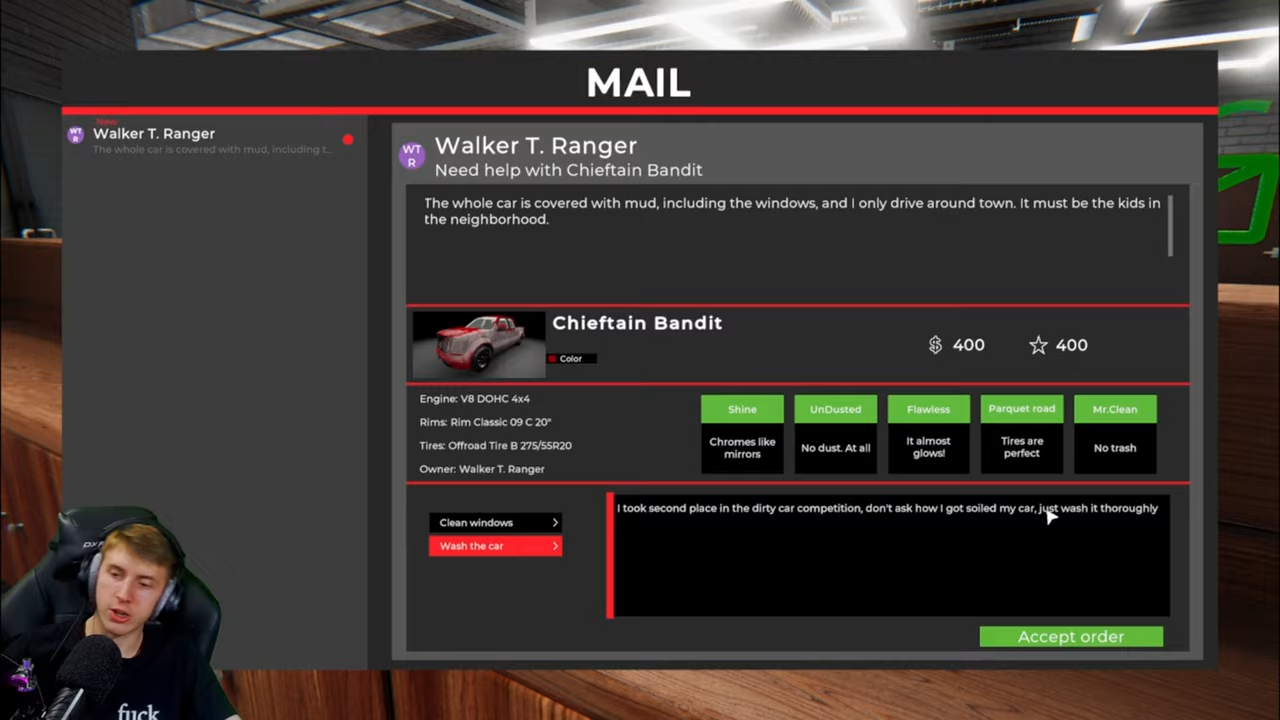 MAIL
New
WT
R
Walker T. Ranger
The whole car is covered with mud, including t...
WT
R
Walker T. Ranger
Need help with Chieftain Bandit
The whole car is covered with mud, including the windows, and I only drive around town. It must be the kids in
the neighborhood.
Chieftain Bandit
Color
400
400
Engine: V8 DOHC 4x4
Rims: Rim Classic 09 C 20"
Tires: Offroad Tire B 275/55R20
Owner: Walker T. Ranger
Shine
Chromes like
mirrors
UnDusted
No dust. At all
Flawless
It almost
glows!
Parquet road
Tires are
perfect
Mr.Clean
No trash
Clean windows
Wash the car
I took second place in the dirty car competition, don't ask how I got soiled my car, just wash it thoroughly
Accept order
fuck